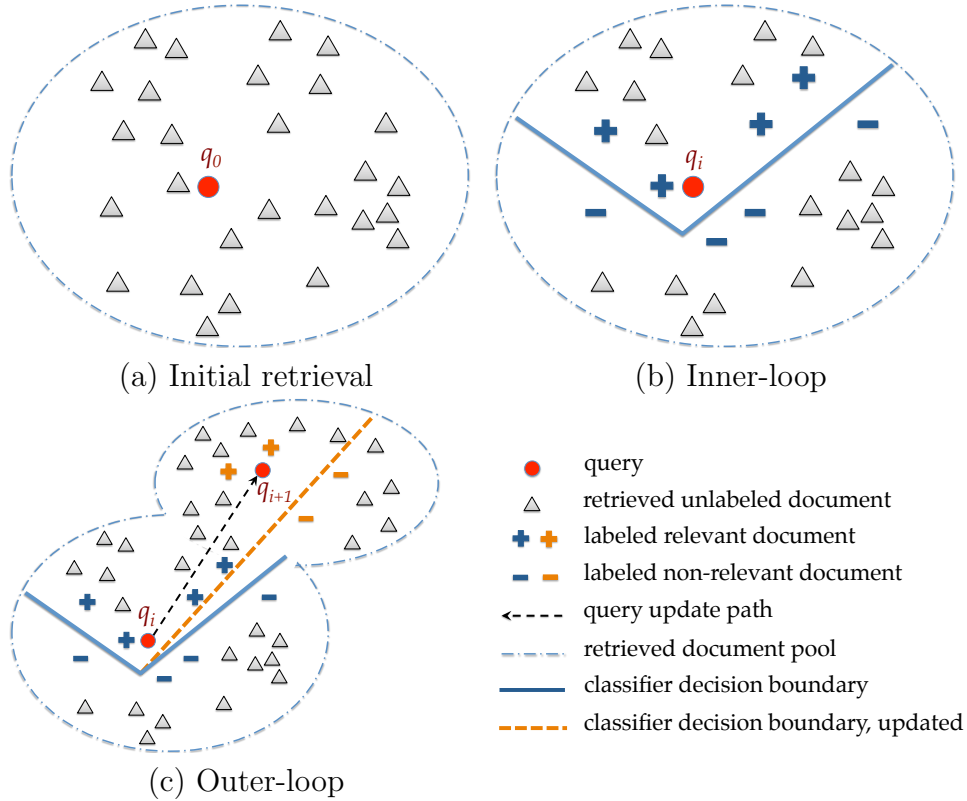 q0
qi
(a) Initial retrieval
(b) Inner-loop
qi+1
qi
(c) Outer-loop
query
retrieved unlabeled document
labeled relevant document
labeled non-relevant document
query update path
retrieved document pool
classifier decision boundary
classifier decision boundary, updated